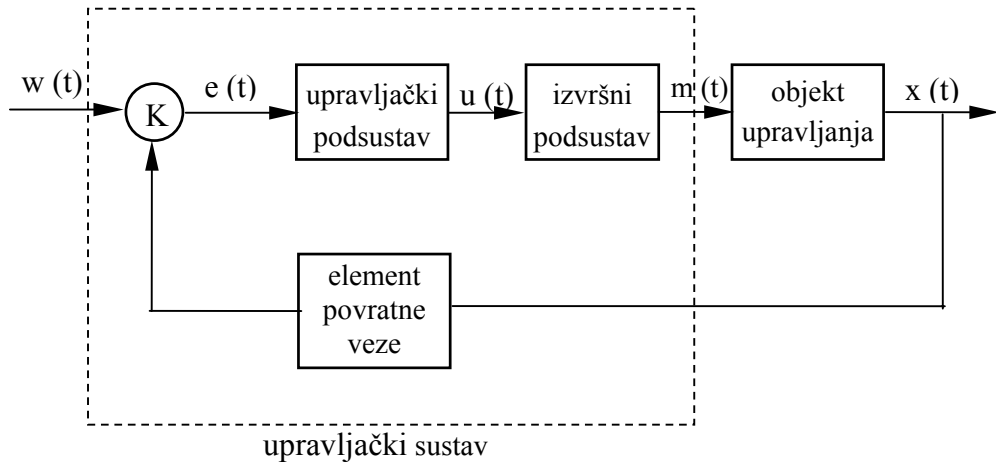 w (t)
K
e (t)
upravljački
podsustav
u (t)
izvršni
podsustav
m (t)
objekt
upravljanja
x (t)
element
povratne
veze
upravljački sustav